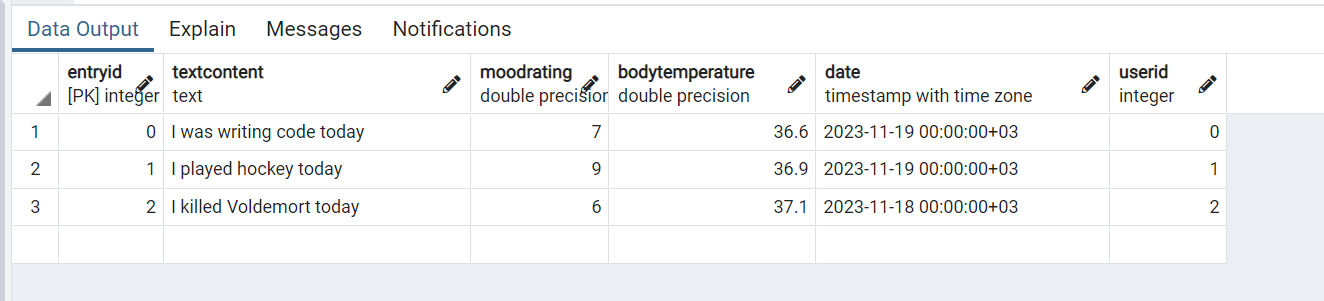 Data Output Explain Messages Notifications
entryid textcontent moodrating bodytemperature date userid
[PK] integer text double precision double precision timestamp with time zone integer
1 0 I was writing code today 7 36.6 2023-11-19 00:00:00+03 0
2 1 I played hockey today 9 36.9 2023-11-19 00:00:00+03 1
3 2 I killed Voldemort today 6 37.1 2023-11-18 00:00:00+03 2